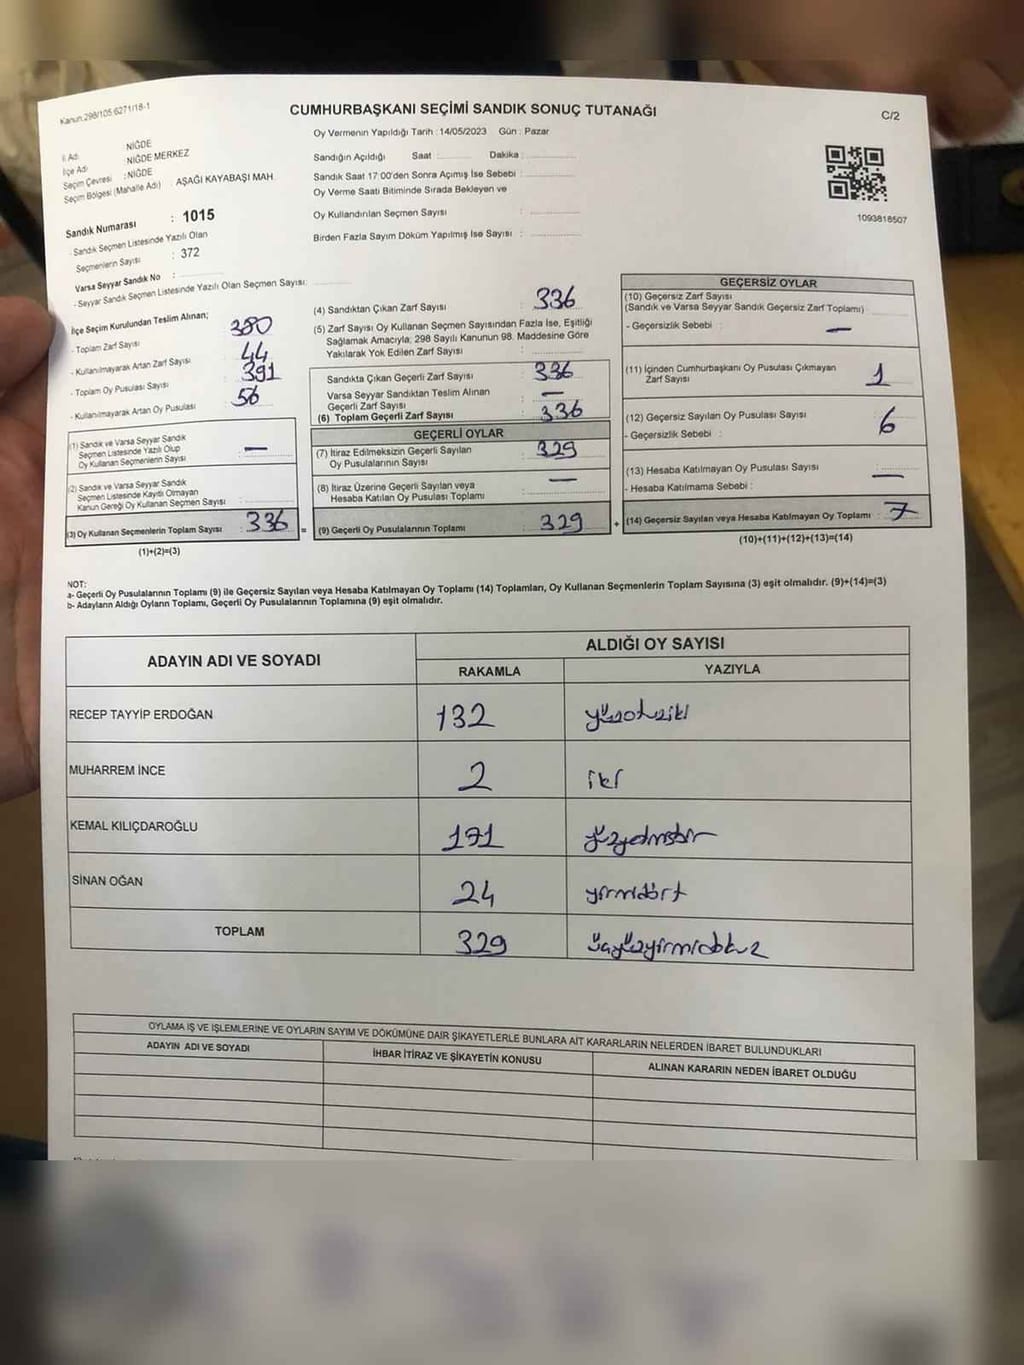 Kanun.298/105.6271/18-1
CUMHURBAŞKANI SEÇİMİ SANDIK SONUÇ TUTANAĞI
C/2
Oy Vermenin Yapıldığı Tarih :14/05/2023 Gün : Pazar
İl Adı : NİĞDE
İlçe Adı : NİĞDE MERKEZ
Seçim Çevresi : NİĞDE
Seçim Bölgesi (Mahalle Adı) : AŞAĞI KAYABAŞI MAH.
Sandık Numarası : 1015
Sandık Seçmen Listesinde Yazılı Olan
Seçmenlerin Sayısı : 372
Varsa Seyyar Sandık No :
- Seyyar Sandık Seçmen Listesinde Yazılı Olan Seçmen Sayısı:
Sandığın Açıldığı Saat : Dakika :
Sandık Saat 17:00'den Sonra Açımış İse Sebebi :
Oy Verme Saati Bitiminde Sırada Bekleyen ve
Oy Kullandırılan Seçmen Sayısı :
Birden Fazla Sayım Döküm Yapılmış İse Sayısı :
1093818507
İlçe Seçim Kurulundan Teslim Alınan;
- Toplam Zarf Sayısı : 380
- Kullanılmayarak Artan Zarf Sayısı : 44
- Toplam Oy Pusulası Sayısı : 391
- Kullanılmayarak Artan Oy Pusulası : 56
(1) Sandık ve Varsa Seyyar Sandık
Seçmen Listesinde Yazılı Olup
Oy Kullanan Seçmenlerin Sayısı : —
(2) Sandık ve Varsa Seyyar Sandık
Seçmen Listesinde Kayıtlı Olmayan
Kanun Gereği Oy Kullanan Seçmen Sayısı :
(3) Oy Kullanan Seçmenlerin Toplam Sayısı : 336
(1)+(2)=(3)
(4) Sandıktan Çıkan Zarf Sayısı : 336
(5) Zarf Sayısı Oy Kullanan Seçmen Sayısından Fazla İse, Eşitliği
Sağlamak Amacıyla; 298 Sayılı Kanunun 98. Maddesine Göre
Yakılarak Yok Edilen Zarf Sayısı :
Sandıkta Çıkan Geçerli Zarf Sayısı : 336
Varsa Seyyar Sandıktan Teslim Alınan
Geçerli Zarf Sayısı : —
(6) Toplam Geçerli Zarf Sayısı : 336
GEÇERLİ OYLAR
(7) İtiraz Edilmeksizin Geçerli Sayılan
Oy Pusulalarının Sayısı : 329
(8) İtiraz Üzerine Geçerli Sayılan veya
Hesaba Katılan Oy Pusulası Toplamı : —
= (9) Geçerli Oy Pusulalarının Toplamı : 329
GEÇERSİZ OYLAR
(10) Geçersiz Zarf Sayısı
(Sandık ve Varsa Seyyar Sandık Geçersiz Zarf Toplamı) :
- Geçersizlik Sebebi : —
(11) İçinden Cumhurbaşkanı Oy Pusulası Çıkmayan
Zarf Sayısı : 1
(12) Geçersiz Sayılan Oy Pusulası Sayısı : 6
- Geçersizlik Sebebi :
(13) Hesaba Katılmayan Oy Pusulası Sayısı : —
- Hesaba Katılmama Sebebi :
+ (14) Geçersiz Sayılan veya Hesaba Katılmayan Oy Toplamı : 7
(10)+(11)+(12)+(13)=(14)
NOT:
a- Geçerli Oy Pusulalarının Toplamı (9) ile Geçersiz Sayılan veya Hesaba Katılmayan Oy Toplamı (14) Toplamları, Oy Kullanan Seçmenlerin Toplam Sayısına (3) eşit olmalıdır. (9)+(14)=(3)
b- Adayların Aldığı Oyların Toplamı, Geçerli Oy Pusulalarının Toplamına (9) eşit olmalıdır.
ADAYIN ADI VE SOYADI
ALDIĞI OY SAYISI
RAKAMLA YAZIYLA
RECEP TAYYİP ERDOĞAN 132 yüzotuziki
MUHARREM İNCE 2 iki
KEMAL KILIÇDAROĞLU 171 yüzyetmişbir
SİNAN OĞAN 24 yirmidört
TOPLAM 329 üçyüzyirmidokuz
OYLAMA İŞ VE İŞLEMLERİNE VE OYLARIN SAYIM VE DÖKÜMÜNE DAİR ŞİKAYETLERLE BUNLARA AİT KARARLARIN NELERDEN İBARET BULUNDUKLARI
ADAYIN ADI VE SOYADI İHBAR İTİRAZ VE ŞİKAYETİN KONUSU ALINAN KARARIN NEDEN İBARET OLDUĞU